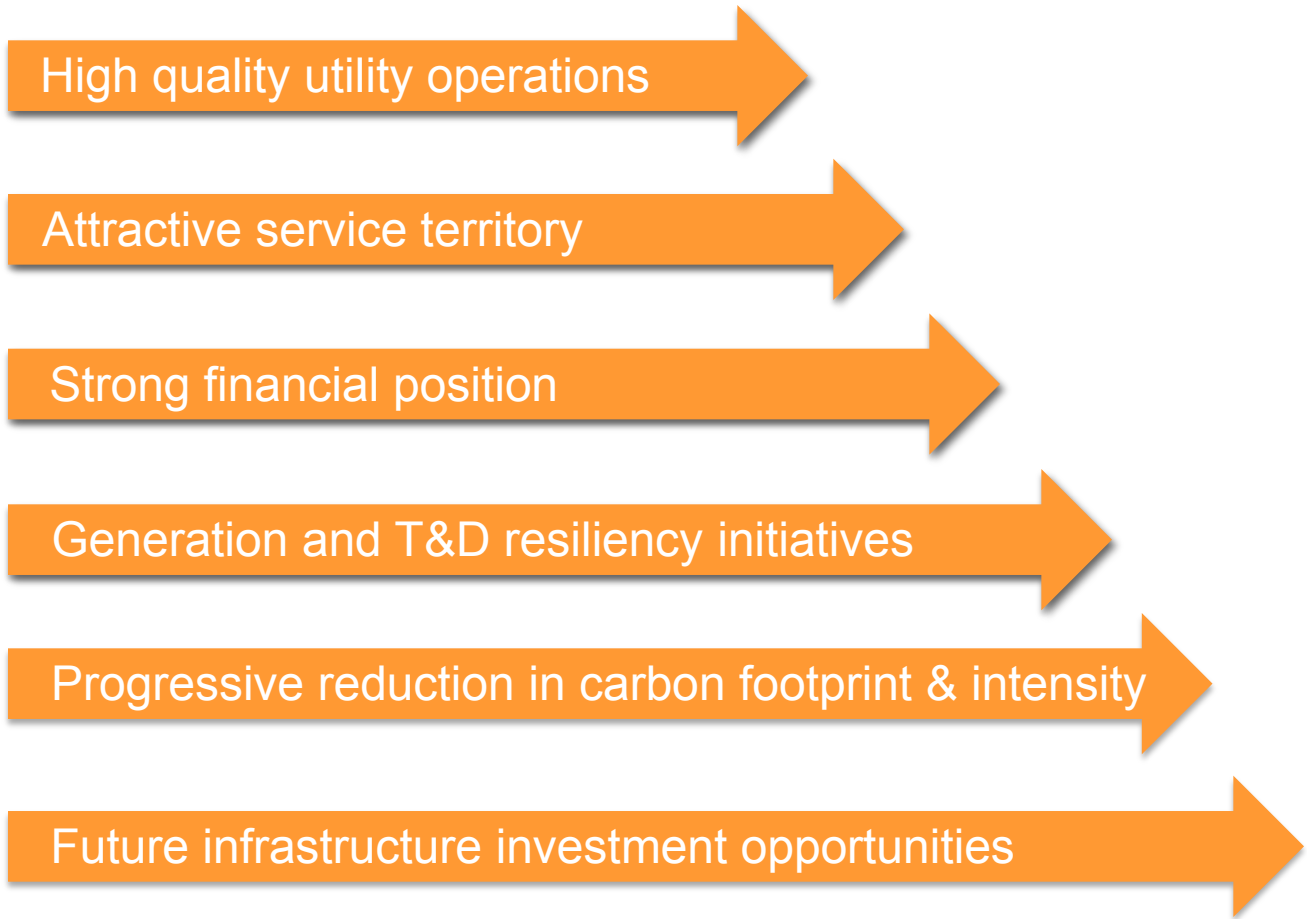 High quality utility operations
Attractive service territory
Strong financial position
Generation and T&D resiliency initiatives
Progressive reduction in carbon footprint & intensity
Future infrastructure investment opportunities